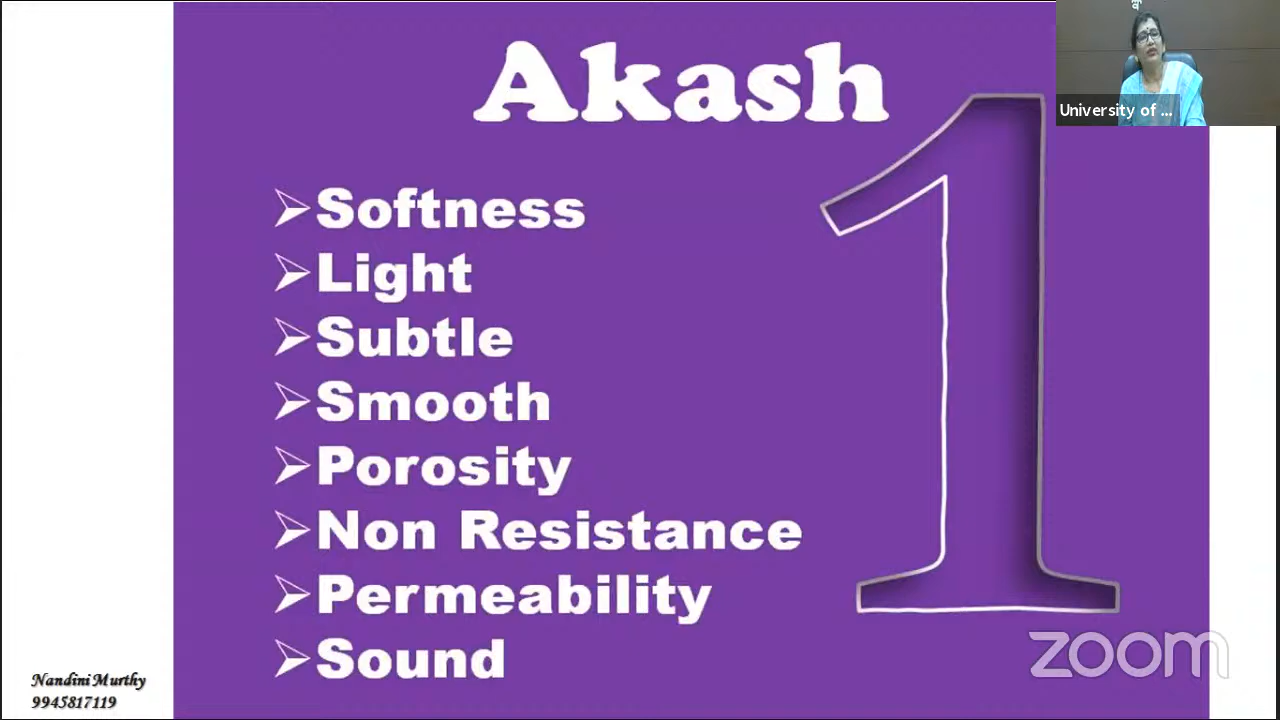 Akash
University of ...
1
➢Softness
➢Light
➢Subtle
➢Smooth
➢Porosity
➢Non Resistance
➢Permeability
➢Sound
zoom
Nandini Murthy
9945817119